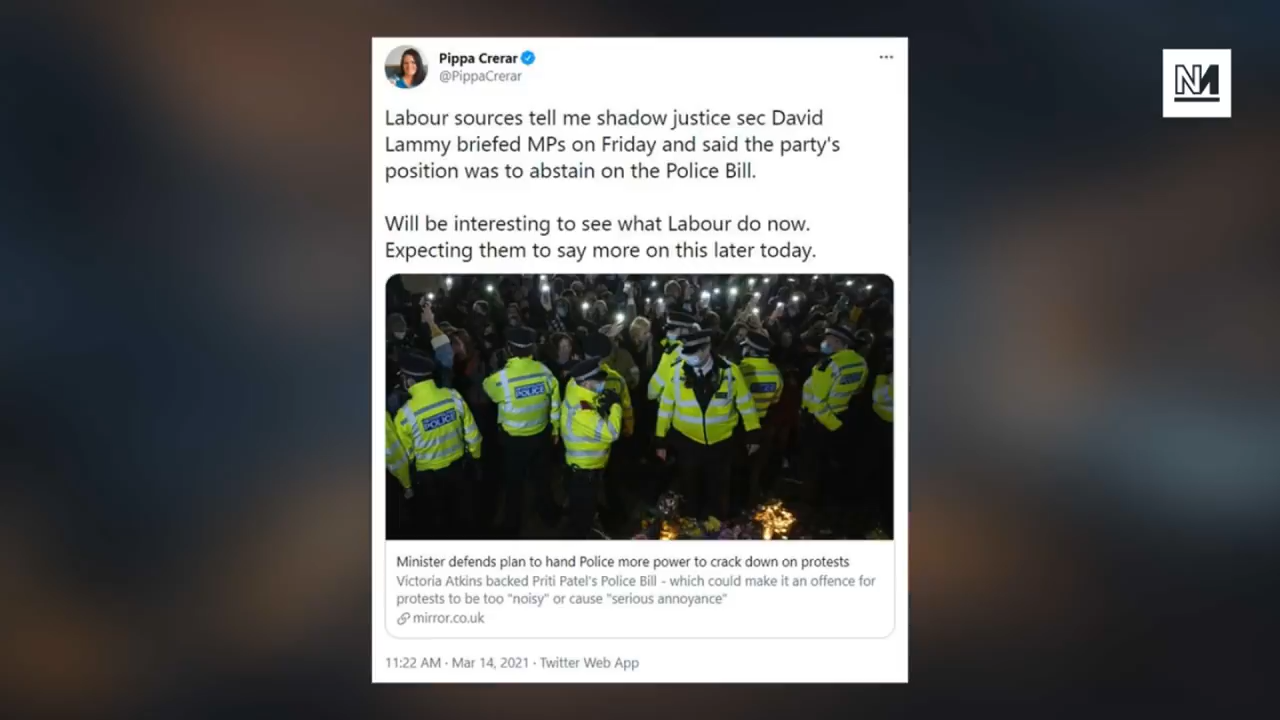 Pippa Crerar
@PippaCrerar
NM
Labour sources tell me shadow justice sec David
Lammy briefed MPs on Friday and said the party's
position was to abstain on the Police Bill.
Will be interesting to see what Labour do now.
Expecting them to say more on this later today.
POLICE
POLICE
POLICE
Minister defends plan to hand Police more power to crack down on protests
Victoria Atkins backed Priti Patel's Police Bill - which could make it an offence for
protests to be too "noisy" or cause "serious annoyance"
mirror.co.uk
11:22 AM · Mar 14, 2021 · Twitter Web App